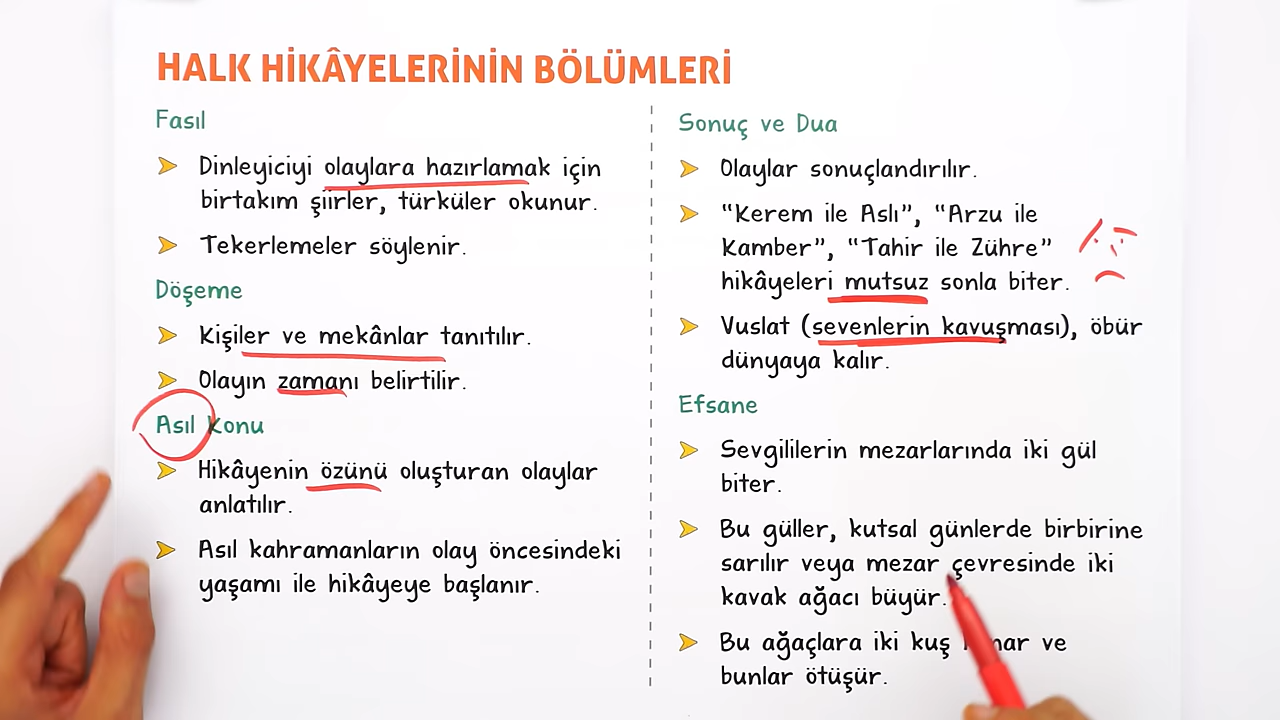 HALK HİKÂYELERİNİN BÖLÜMLERİ
Fasıl
Dinleyiciyi olaylara hazırlamak için
birtakım şiirler, türküler okunur.
Tekerlemeler söylenir.
Döşeme
Kişiler ve mekânlar tanıtılır.
Olayın zamanı belirtilir.
Asıl Konu
Hikâyenin özünü oluşturan olaylar
anlatılır.
Asıl kahramanların olay öncesindeki
yaşamı ile hikâyeye başlanır.
Sonuç ve Dua
Olaylar sonuçlandırılır.
"Kerem ile Aslı", "Arzu ile
Kamber", "Tahir ile Zühre"
hikâyeleri mutsuz sonla biter.
Vuslat (sevenlerin kavuşması), öbür
dünyaya kalır.
Efsane
Sevgililerin mezarlarında iki gül
biter.
Bu güller, kutsal günlerde birbirine
sarılır veya mezar çevresinde iki
kavak ağacı büyür.
Bu ağaçlara iki kuş ve
bunlar ötüşür.